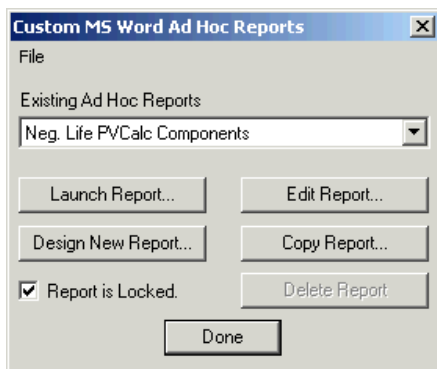 Custom MS Word Ad Hoc Reports
File
Existing Ad Hoc Reports
Neg. Life PVCalc Components
Launch Report... Edit Report...
Design New Report... Copy Report...
Report is Locked. Delete Report
Done